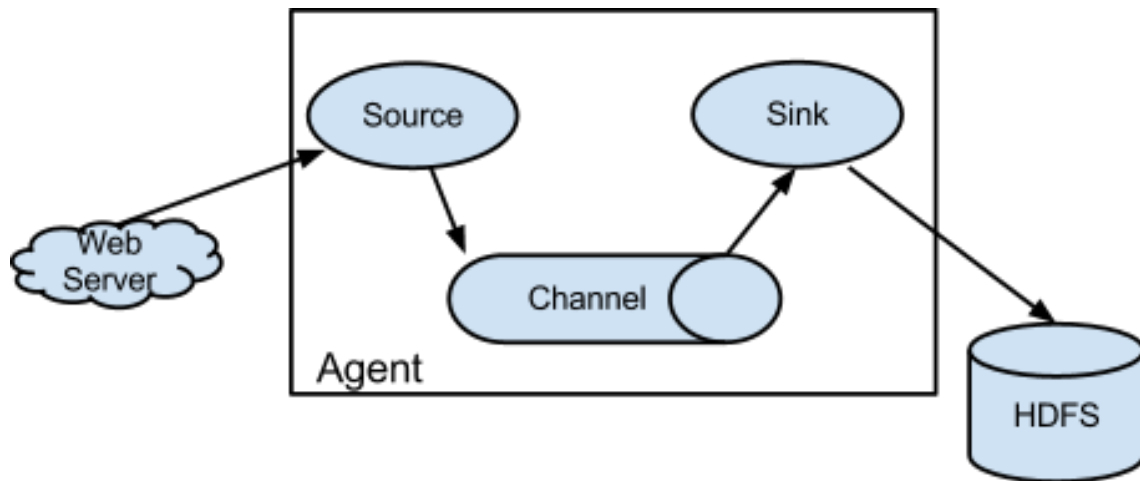 Source
Sink
Web
Server
Channel
Agent
HDFS